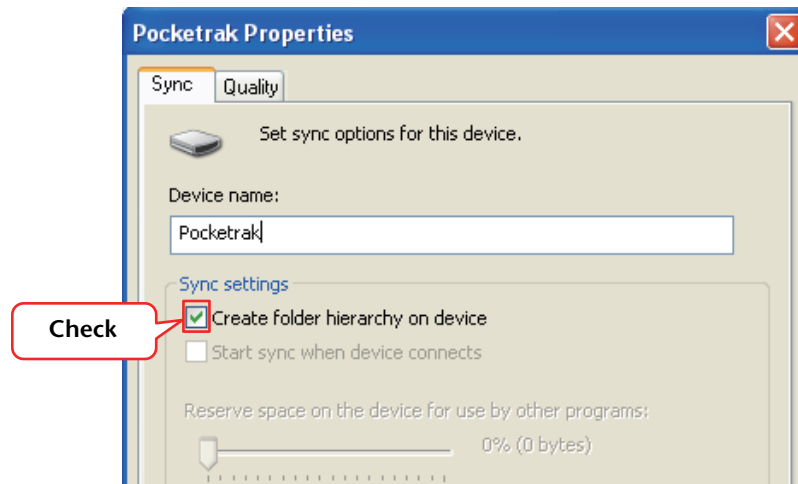 Pocketrak Properties
Sync Quality
Set sync options for this device.
Device name:
Pocketrak
Sync settings
Check
Create folder hierarchy on device
Start sync when device connects
Reserve space on the device for use by other programs:
0% (0 bytes)